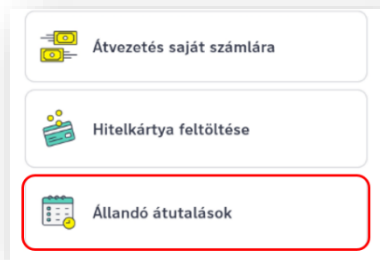 Átvezetés saját számlára
Hitelkártya feltöltése
Állandó átutalások